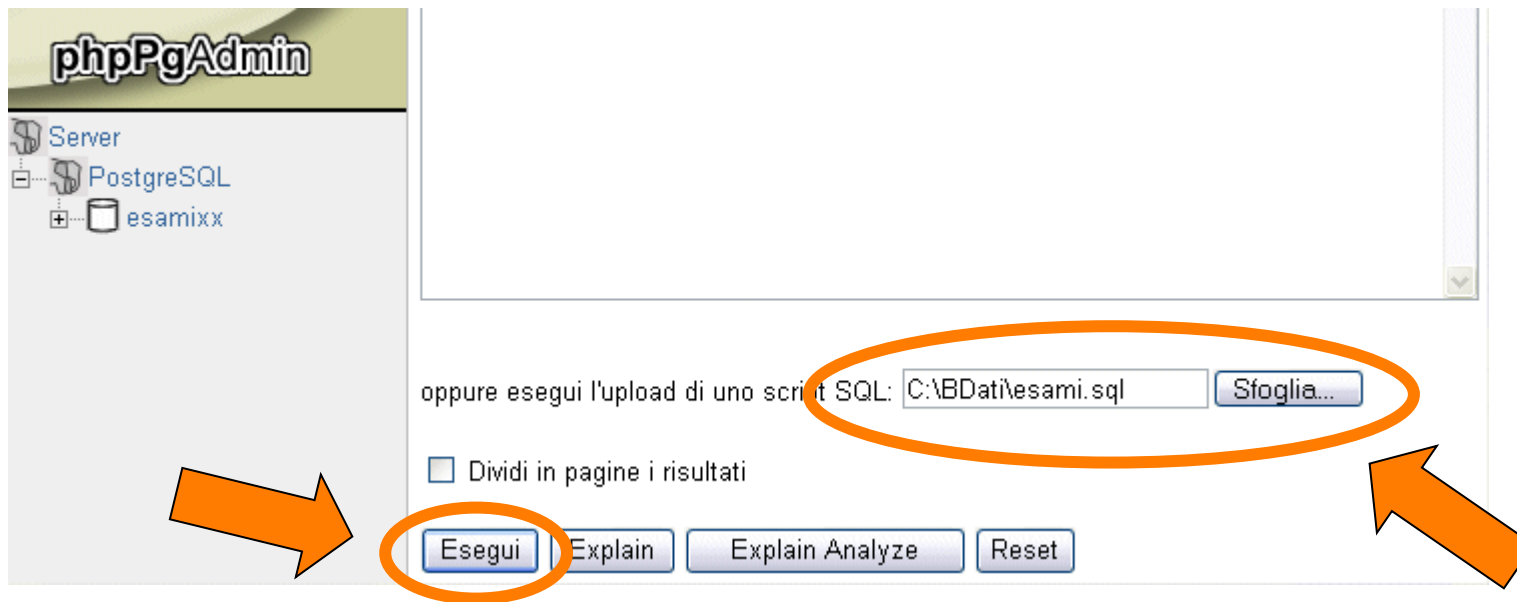 phpPgAdmin
Server
PostgreSQL
esamixx
oppure esegui l'upload di uno script SQL: C:\BDati\esami.sql Sfoglia...
Dividi in pagine i risultati
Esegui Explain Explain Analyze Reset